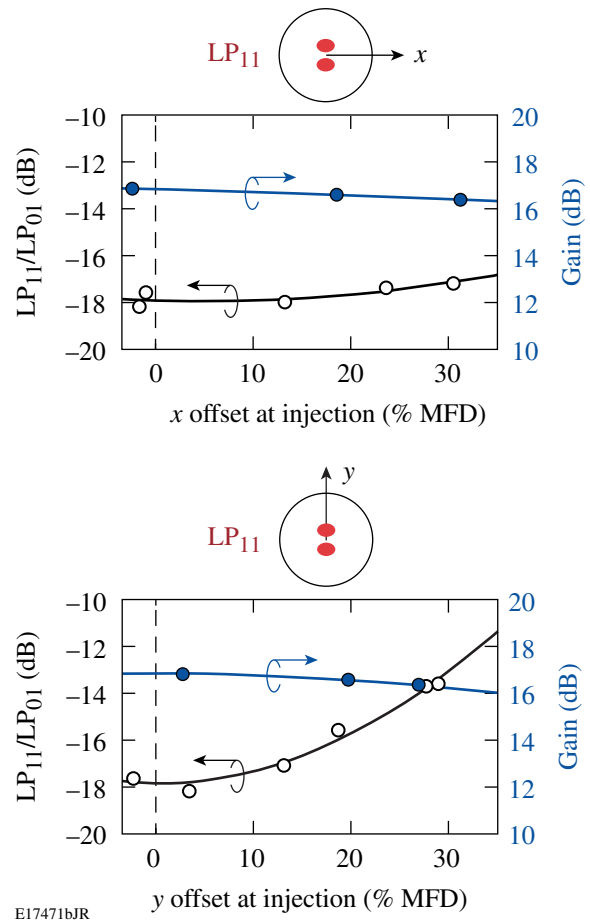 LP11
x
LP11/LP01 (dB)
−10
−12
−14
−16
−18
−20
20
18
16
14
12
10
Gain (dB)
0 10 20 30
x offset at injection (% MFD)
y
LP11
LP11/LP01 (dB)
−10
−12
−14
−16
−18
−20
20
18
16
14
12
10
Gain (dB)
0 10 20 30
y offset at injection (% MFD)
E17471bJR